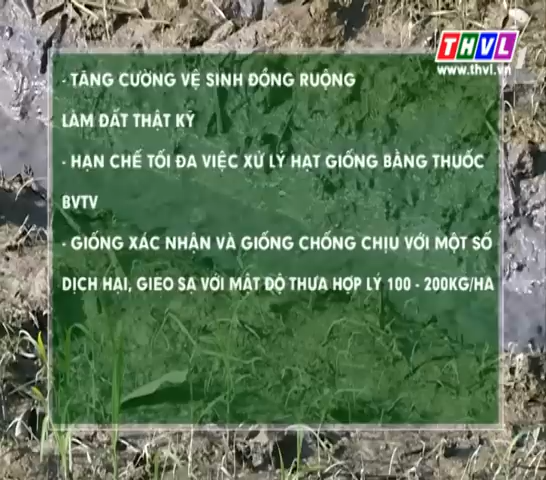 THVL
www.thvl.vn
- TĂNG CƯỜNG VỆ SINH ĐỒNG RUỘNG
LÀM ĐẤT THẬT KỸ
- HẠN CHẾ TỐI ĐA VIỆC XỬ LÝ HẠT GIỐNG BẰNG THUỐC
BVTV
- GIỐNG XÁC NHẬN VÀ GIỐNG CHỐNG CHỊU VỚI MỘT SỐ
DỊCH HẠI, GIEO SẠ VỚI MẬT ĐỘ THƯA HỢP LÝ 100 - 200KG/HA